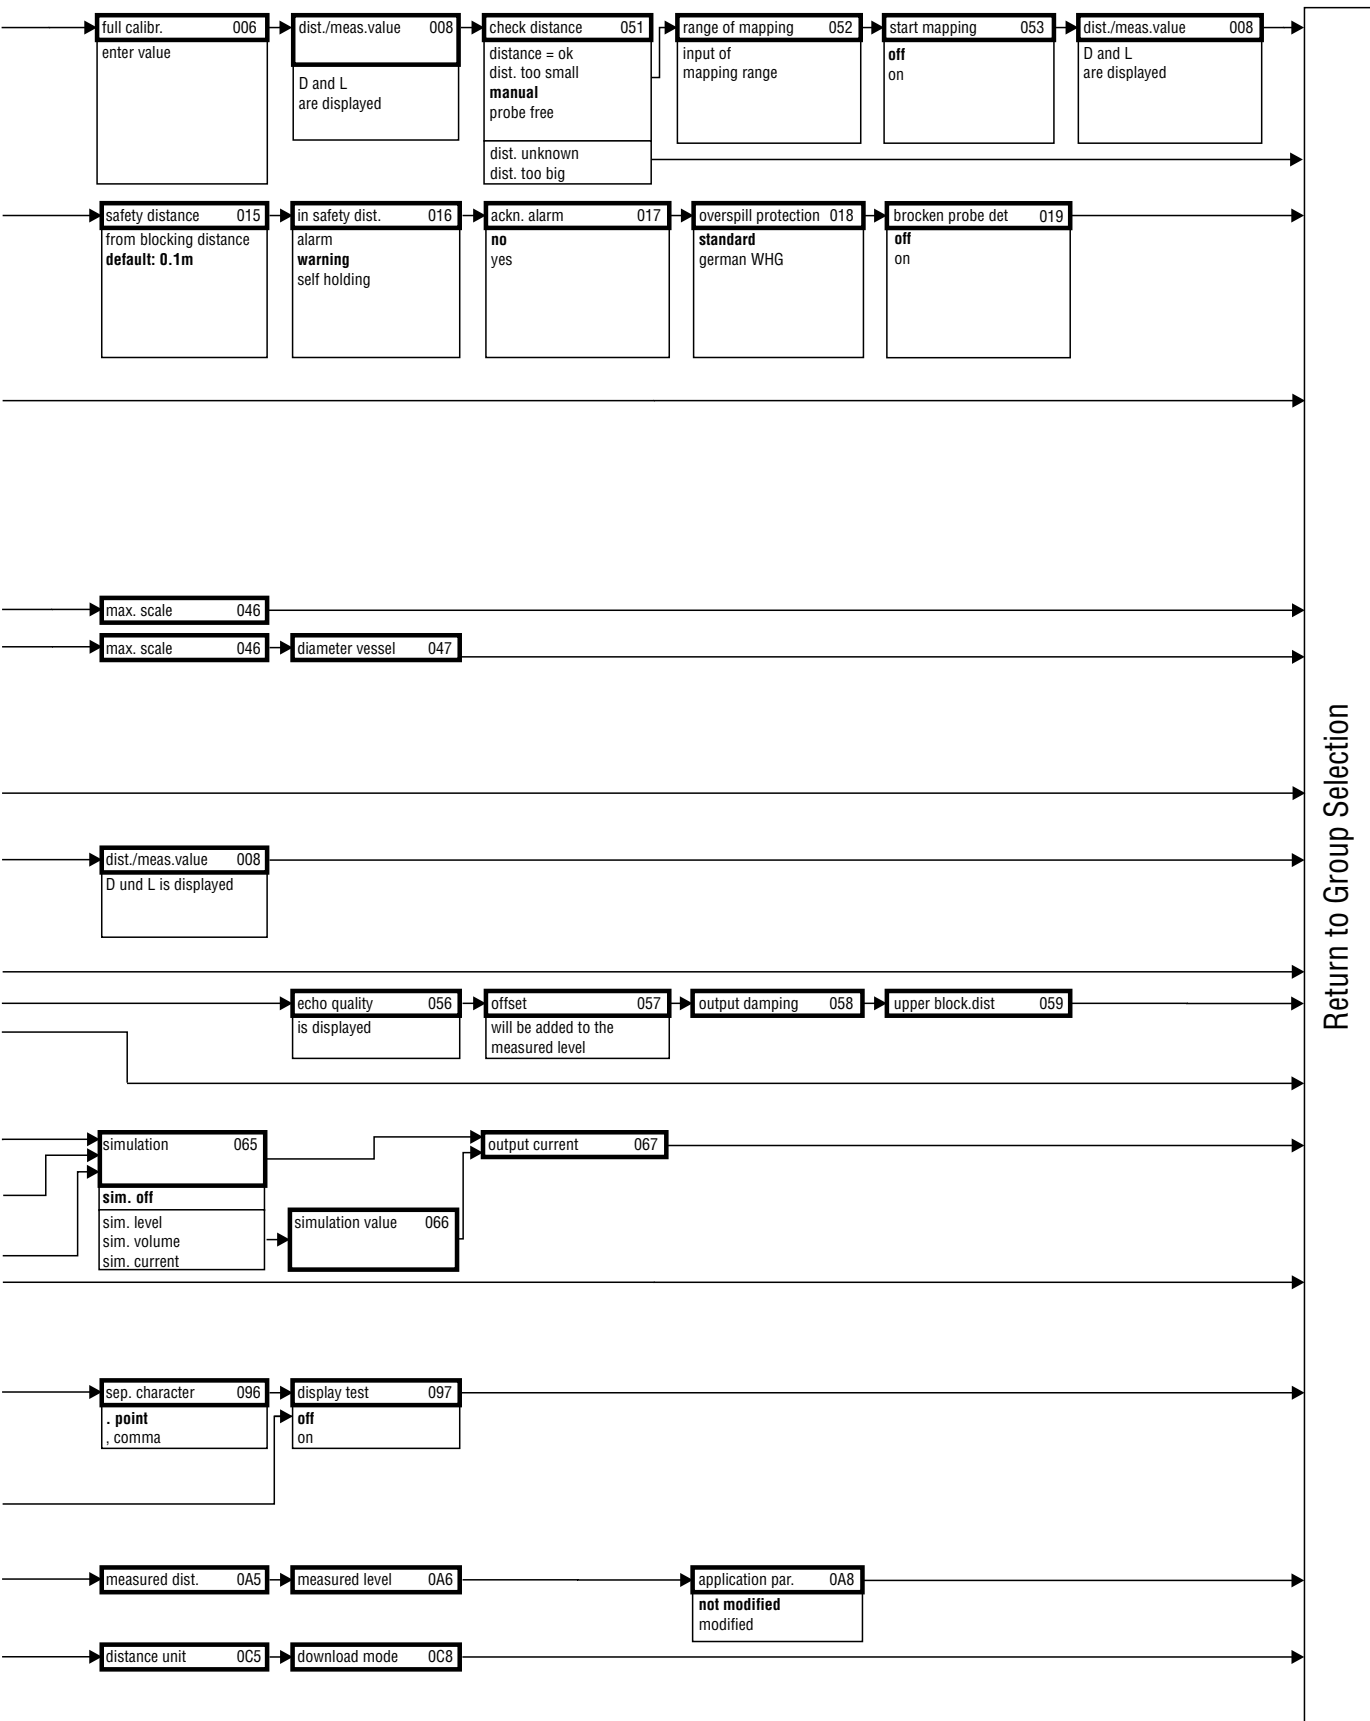 full calibr. 006
enter value
dist./meas.value 008
D and L
are displayed
check distance 051
distance = ok
dist. too small
manual
probe free
dist. unknown
dist. too big
range of mapping 052
input of
mapping range
start mapping 053
off
on
dist./meas.value 008
D and L
are displayed
safety distance 015
from blocking distance
default: 0.1m
in safety dist. 016
alarm
warning
self holding
ackn. alarm 017
no
yes
overspill protection 018
standard
german WHG
brocken probe det 019
off
on
max. scale 046
max. scale 046
diameter vessel 047
dist./meas.value 008
D und L is displayed
echo quality 056
is displayed
offset 057
will be added to the
measured level
output damping 058
upper block.dist 059
simulation 065
sim. off
sim. level
sim. volume
sim. current
simulation value 066
output current 067
sep. character 096
. point
, comma
display test 097
off
on
measured dist. 0A5
measured level 0A6
application par. 0A8
not modified
modified
distance unit 0C5
download mode 0C8
Return to Group Selection